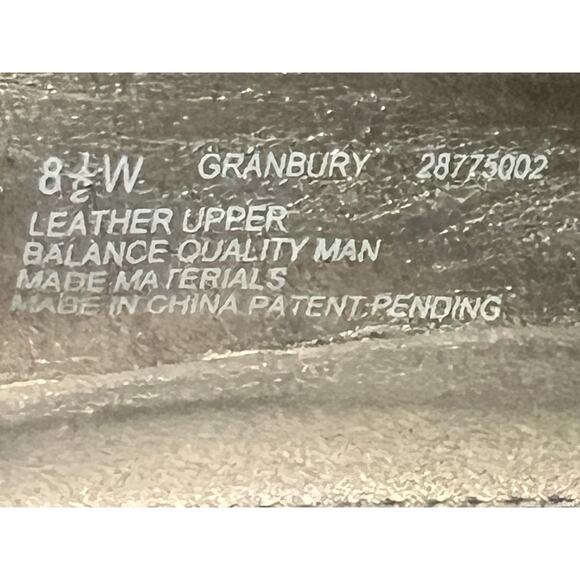 8½W GRANBURY 28775002
LEATHER UPPER
BALANCE QUALITY MAN
MADE MATERIALS
MADE IN CHINA PATENT PENDING